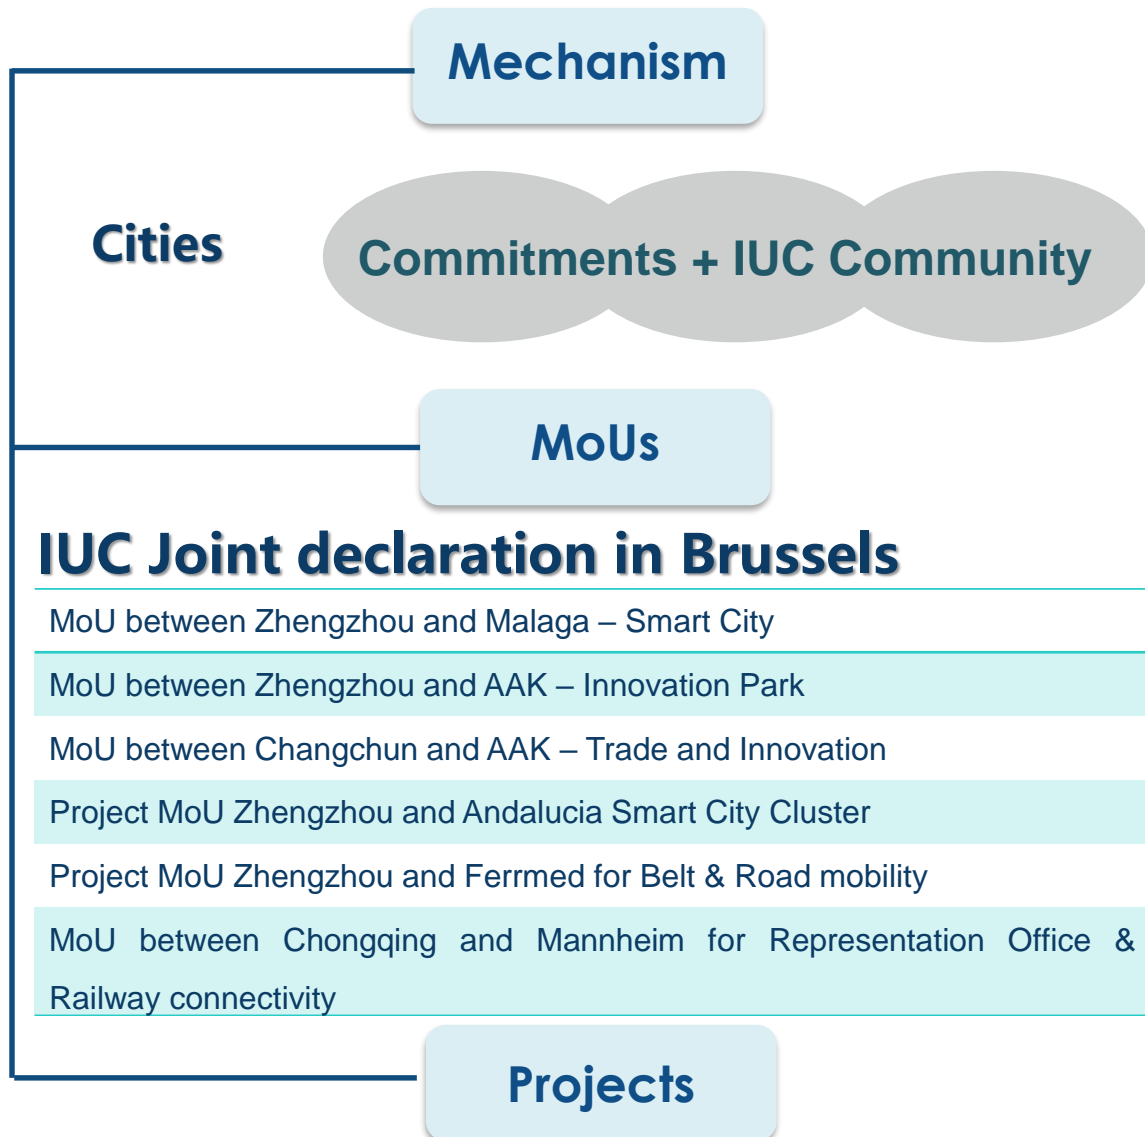 Mechanism
Cities
Commitments + IUC Community
MoUs
IUC Joint declaration in Brussels
MoU between Zhengzhou and Malaga – Smart City
MoU between Zhengzhou and AAK – Innovation Park
MoU between Changchun and AAK – Trade and Innovation
Project MoU Zhengzhou and Andalucia Smart City Cluster
Project MoU Zhengzhou and Ferrmed for Belt & Road mobility
MoU between Chongqing and Mannheim for Representation Office &
Railway connectivity
Projects